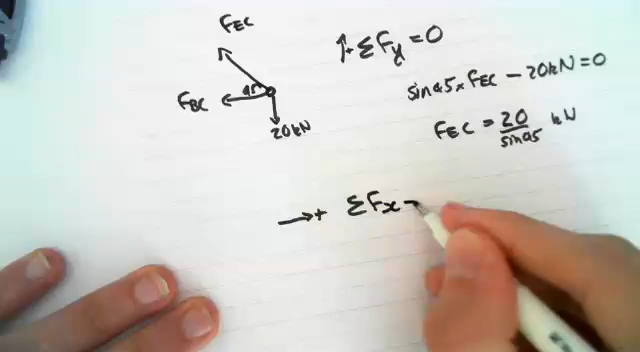 FEC
45
FBC
20kN
↑+ ΣFy = 0
sin45 × FEC − 20kN = 0
FEC = 20/sin45 kN
→+ ΣFx −